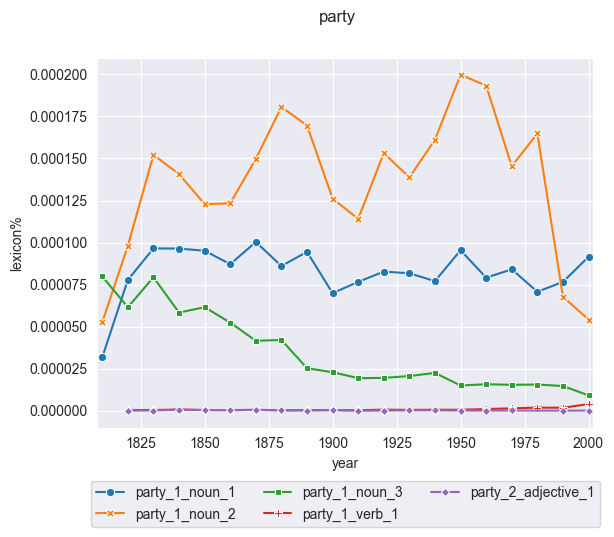 party
0.000200
0.000175
0.000150
0.000125
0.000100
0.000075
0.000050
0.000025
0.000000
lexicon%
1825 1850 1875 1900 1925 1950 1975 2000
year
party_1_noun_1 party_1_noun_3 party_2_adjective_1
party_1_noun_2 party_1_verb_1